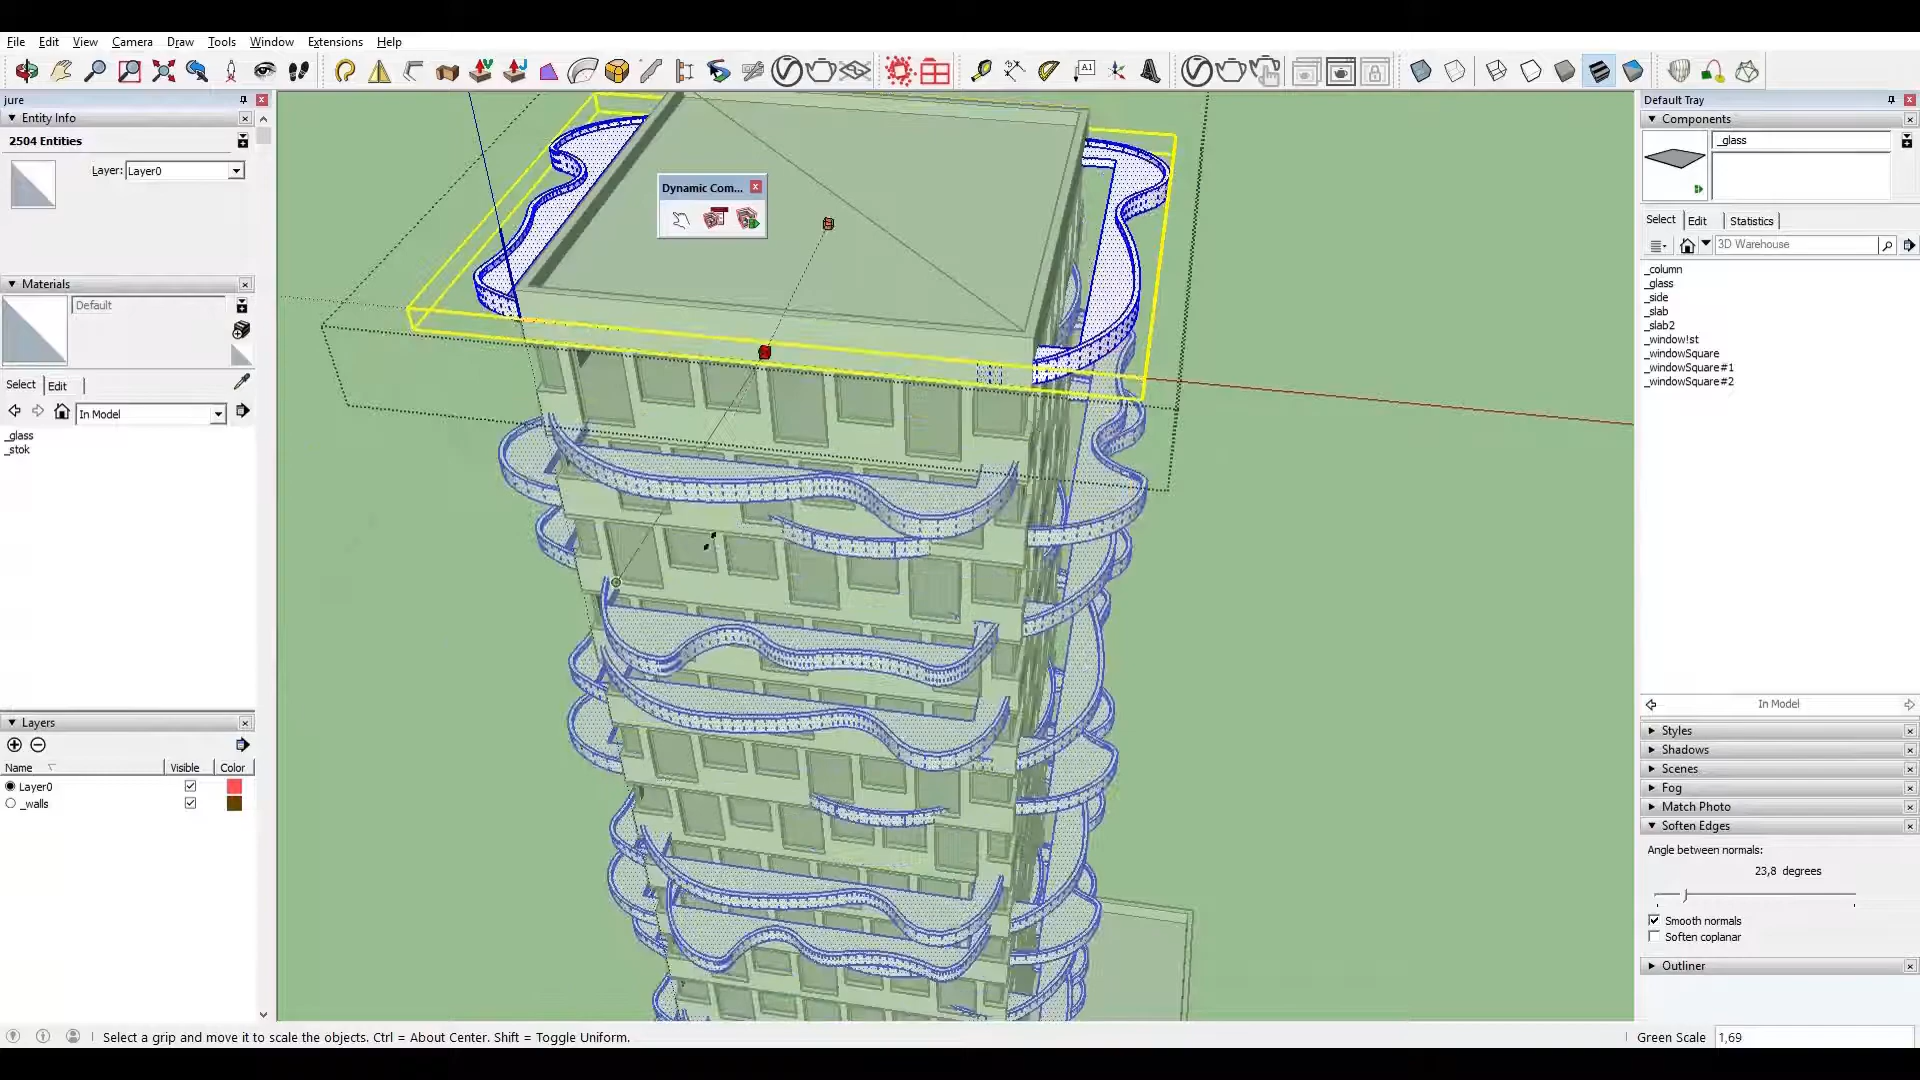 File Edit View Camera Draw Tools Window Extensions Help
A1
jure
Entity Info
2504 Entities
Layer: Layer0
Materials
Default
Select Edit
In Model
_glass
_stok
Layers
Name Visible Color
Layer0
_walls
Dynamic Com...
Default Tray
Components
_glass
Select Edit Statistics
3D Warehouse
_column
_glass
_side
_slab
_slab2
_window!st
_windowSquare
_windowSquare#1
_windowSquare#2
In Model
Styles
Shadows
Scenes
Fog
Match Photo
Soften Edges
Angle between normals:
23,8 degrees
Smooth normals
Soften coplanar
Outliner
Select a grip and move it to scale the objects. Ctrl = About Center. Shift = Toggle Uniform.
Green Scale 1,69